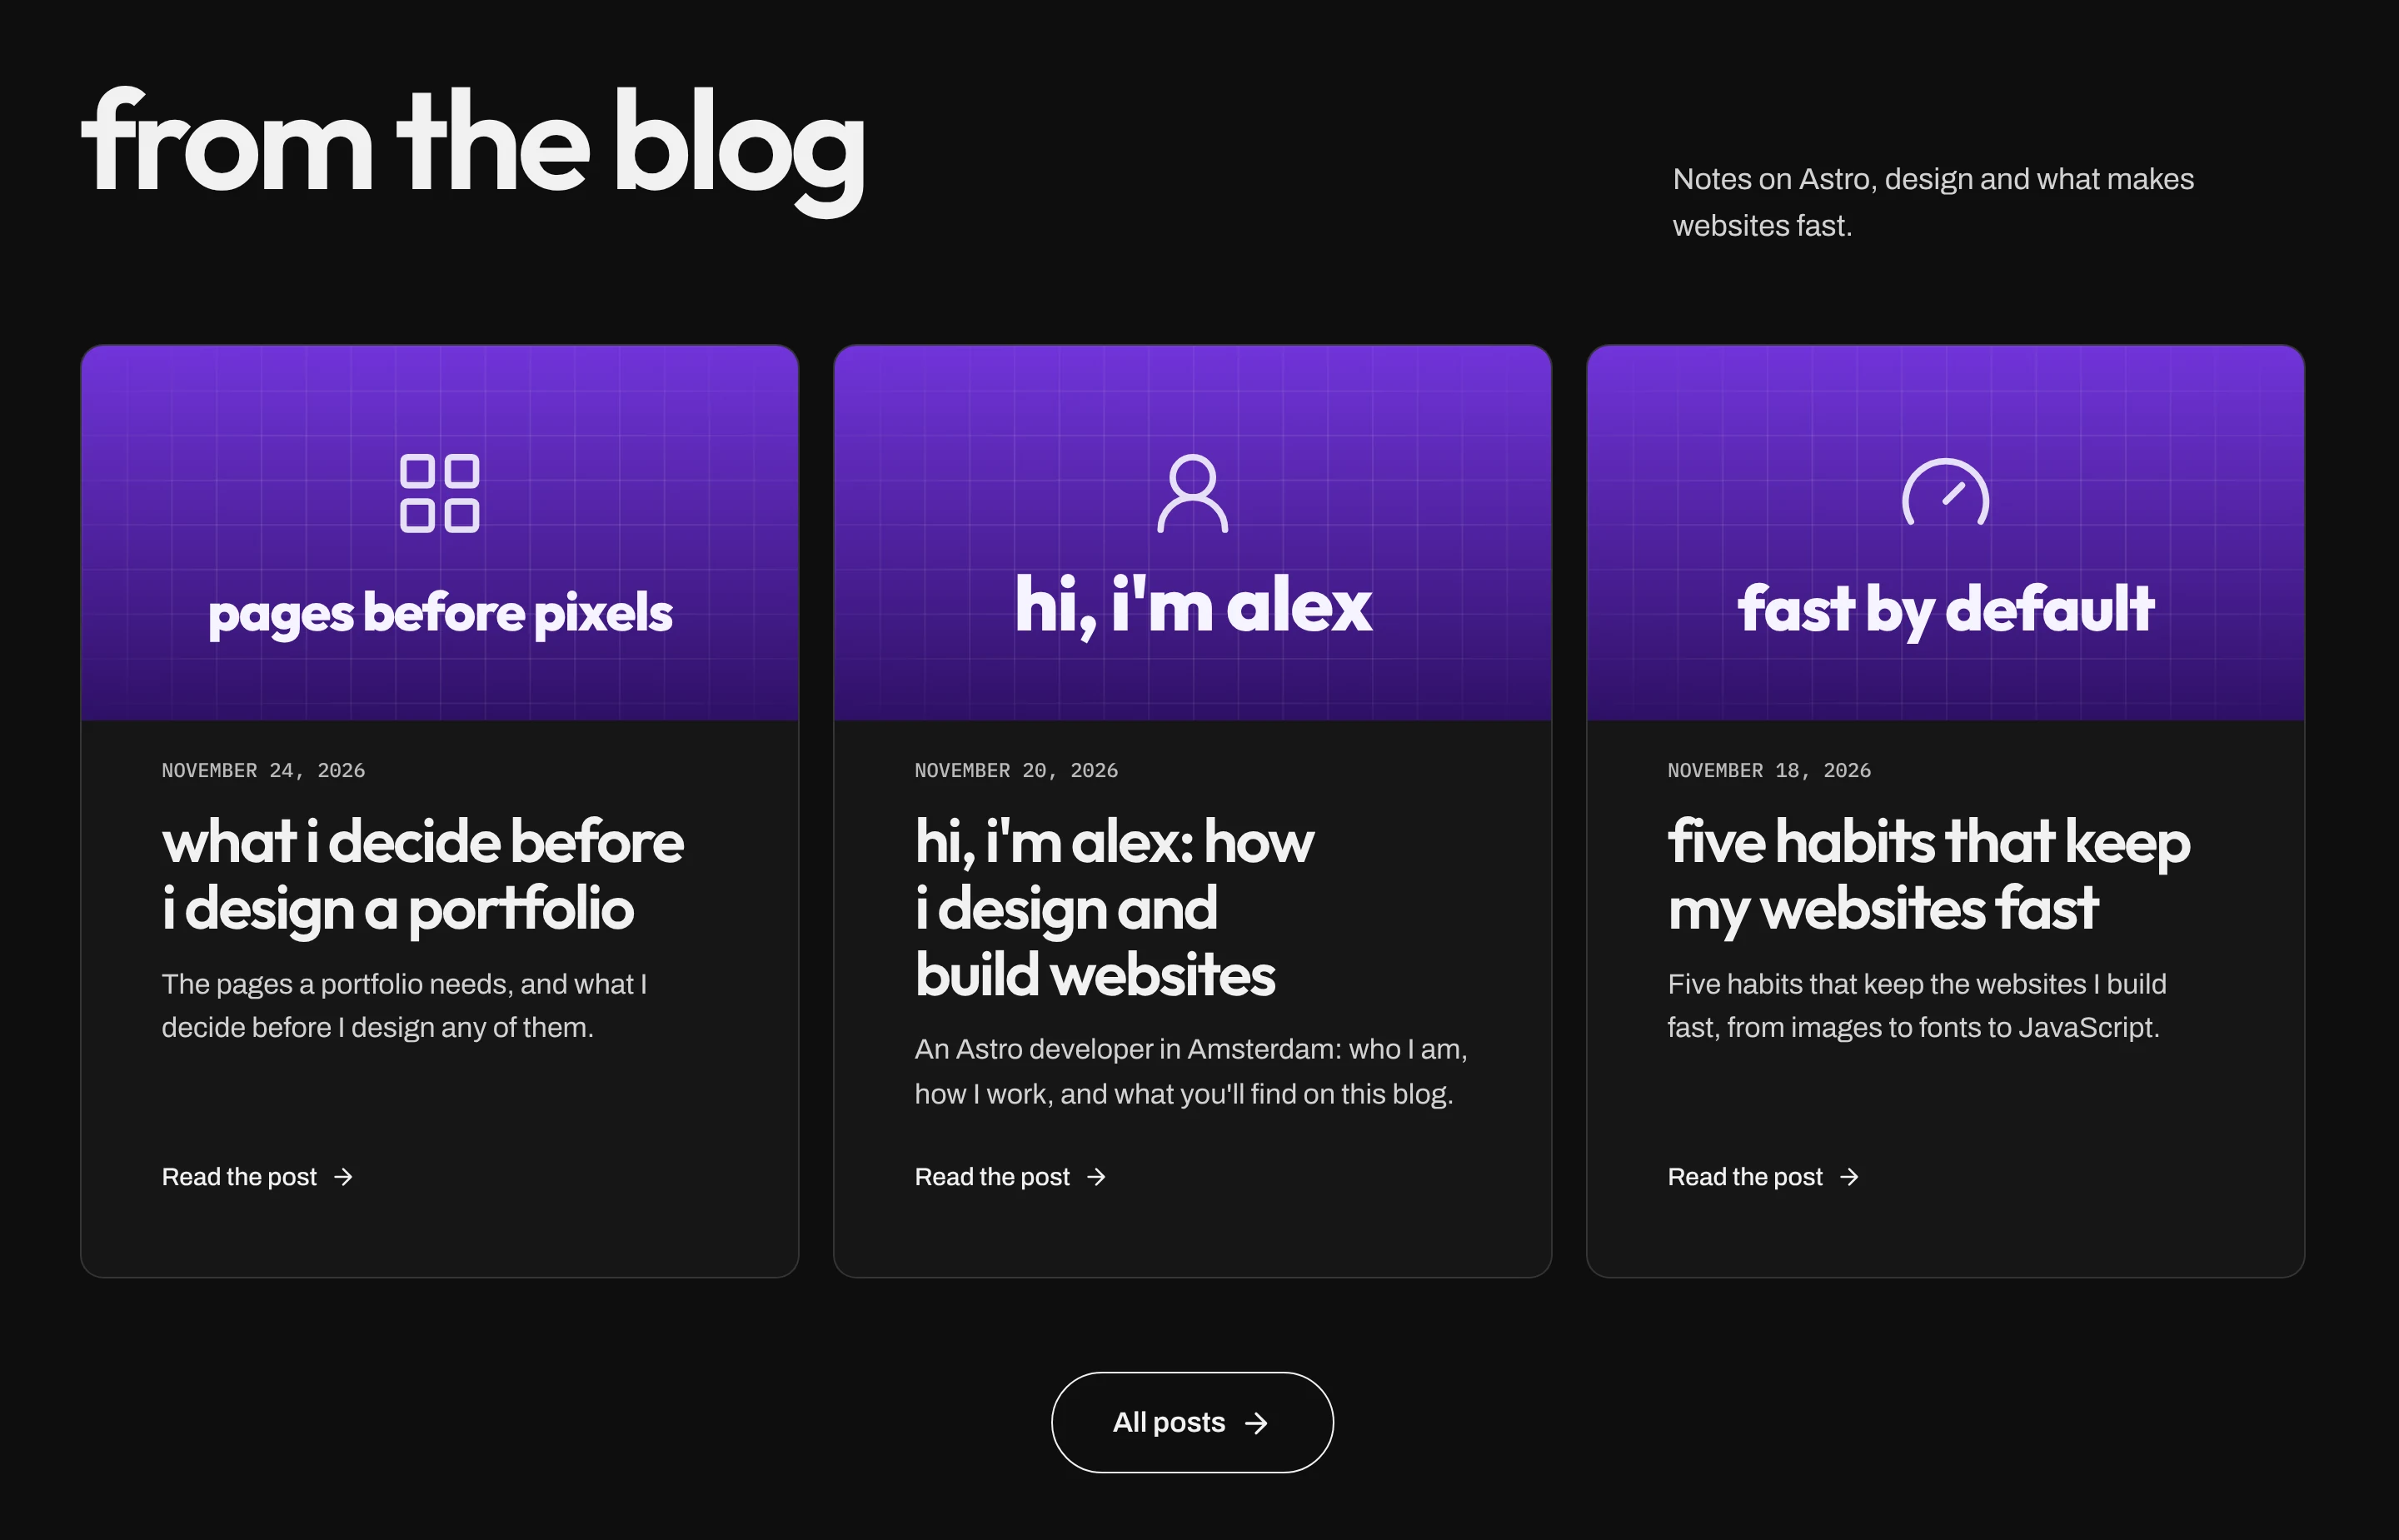 from the blog
Notes on Astro, design and what makes
websites fast.
pages before pixels
NOVEMBER 24, 2026
what i decide before
i design a portfolio
The pages a portfolio needs, and what I
decide before I design any of them.
Read the post
hi, i'm alex
NOVEMBER 20, 2026
hi, i'm alex: how
i design and
build websites
An Astro developer in Amsterdam: who I am,
how I work, and what you'll find on this blog.
Read the post
fast by default
NOVEMBER 18, 2026
five habits that keep
my websites fast
Five habits that keep the websites I build
fast, from images to fonts to JavaScript.
Read the post
All posts